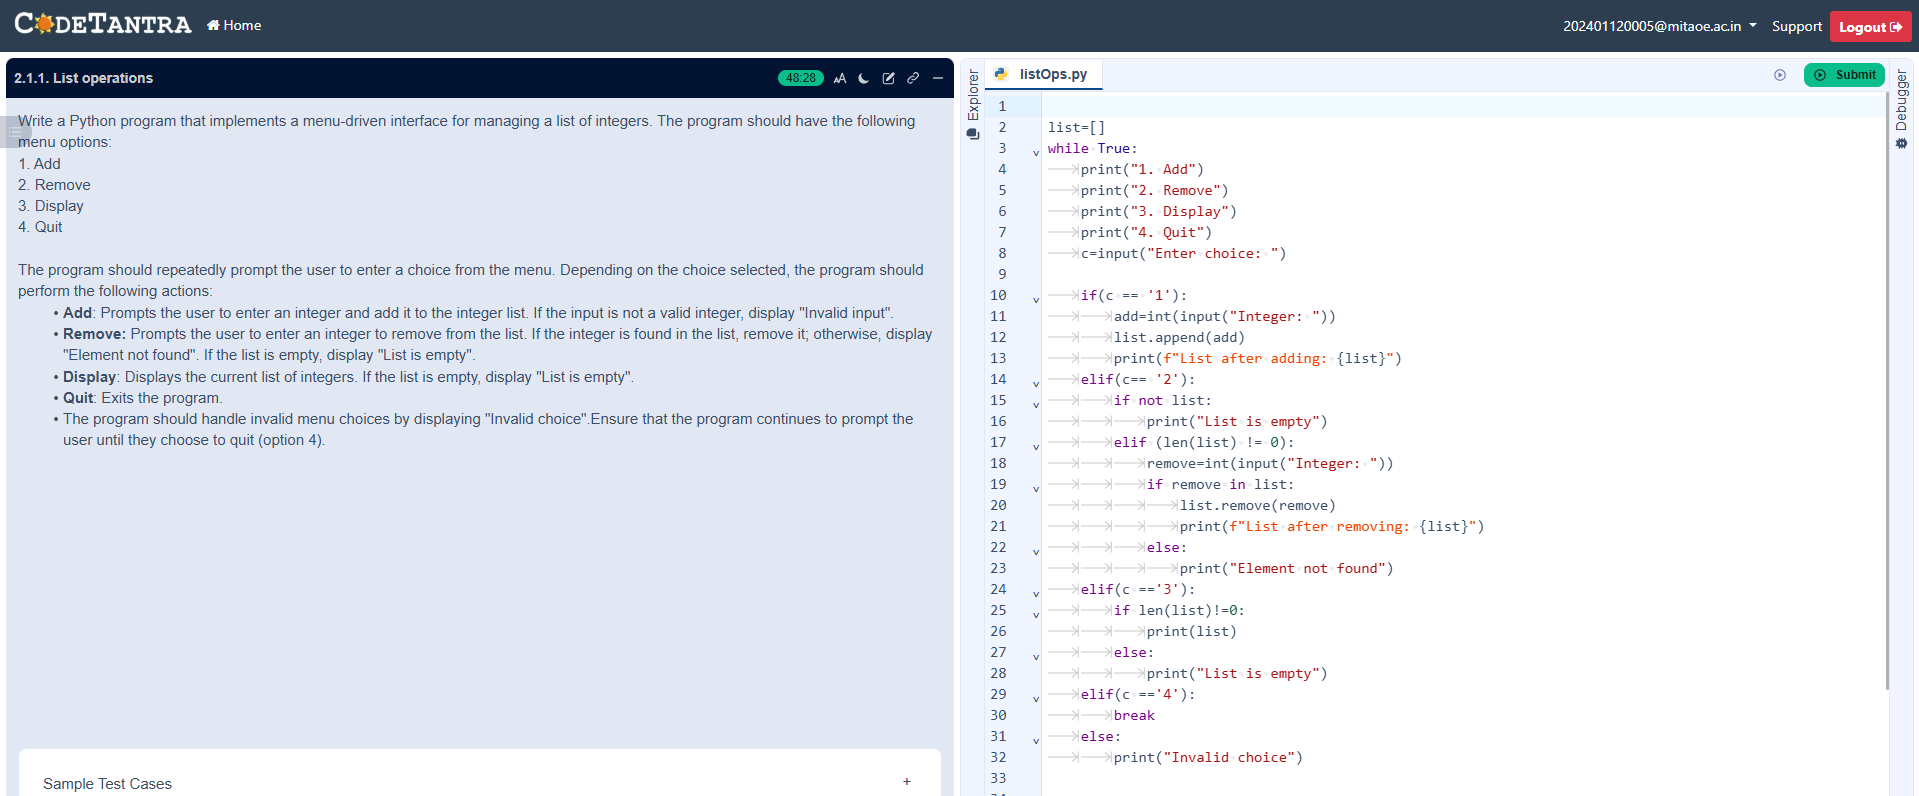 CODETANTRA
Home
202401120005@mitaoe.ac.in
Support
Logout
2.1.1. List operations
48:28
Write a Python program that implements a menu-driven interface for managing a list of integers. The program should have the following
menu options:
1. Add
2. Remove
3. Display
4. Quit
The program should repeatedly prompt the user to enter a choice from the menu. Depending on the choice selected, the program should
perform the following actions:
• Add: Prompts the user to enter an integer and add it to the integer list. If the input is not a valid integer, display "Invalid input".
• Remove: Prompts the user to enter an integer to remove from the list. If the integer is found in the list, remove it; otherwise, display
"Element not found". If the list is empty, display "List is empty".
• Display: Displays the current list of integers. If the list is empty, display "List is empty".
• Quit: Exits the program.
• The program should handle invalid menu choices by displaying "Invalid choice".Ensure that the program continues to prompt the
user until they choose to quit (option 4).
Sample Test Cases
+
Explorer
listOps.py
Submit
Debugger
1
2 list=[]
3 while True:
4 print("1. Add")
5 print("2. Remove")
6 print("3. Display")
7 print("4. Quit")
8 c=input("Enter choice: ")
9
10 if(c == '1'):
11 add=int(input("Integer: "))
12 list.append(add)
13 print(f"List after adding: {list}")
14 elif(c== '2'):
15 if not list:
16 print("List is empty")
17 elif (len(list) != 0):
18 remove=int(input("Integer: "))
19 if remove in list:
20 list.remove(remove)
21 print(f"List after removing: {list}")
22 else:
23 print("Element not found")
24 elif(c =='3'):
25 if len(list)!=0:
26 print(list)
27 else:
28 print("List is empty")
29 elif(c =='4'):
30 break
31 else:
32 print("Invalid choice")
33